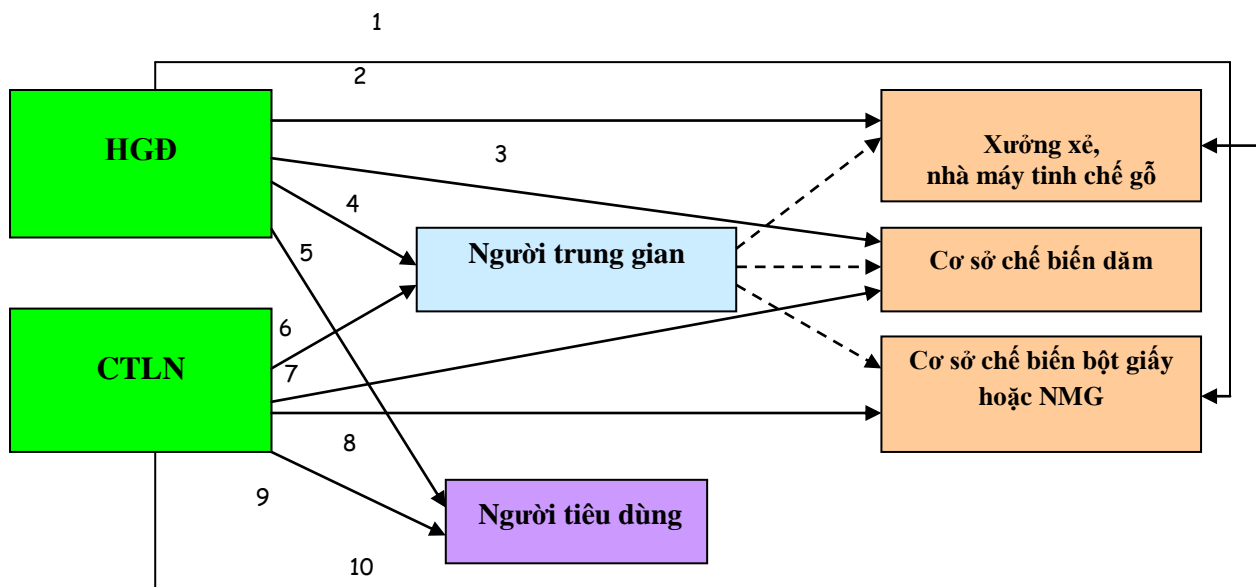 1
2
HGĐ
Xưởng xẻ,
nhà máy tinh chế gỗ
3
4
5
Người trung gian
Cơ sở chế biến dăm
6
7
CTLN
Cơ sở chế biến bột giấy
hoặc NMG
8
9
Người tiêu dùng
10